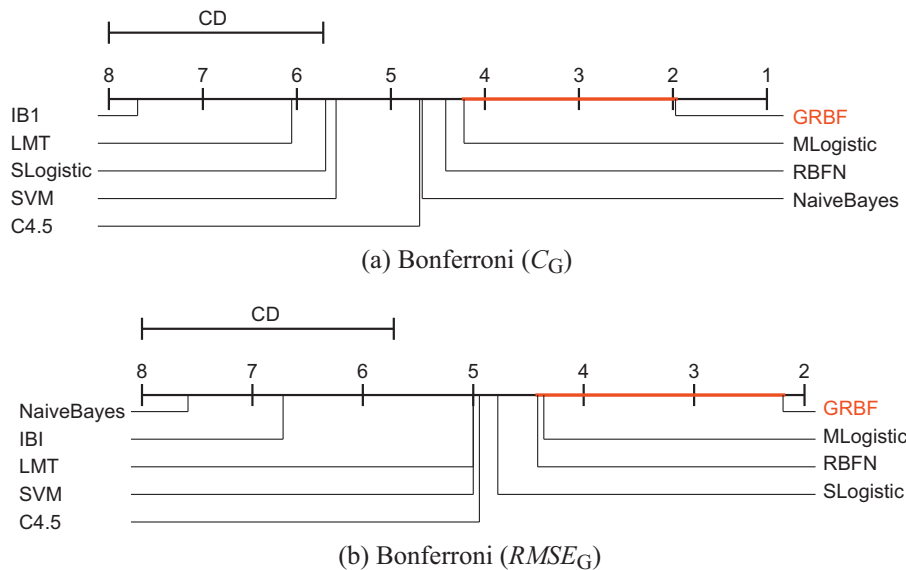 CD
8 7 6 5 4 3 2 1
IB1 GRBF
LMT MLogistic
SLogistic RBFN
SVM NaiveBayes
C4.5
(a) Bonferroni (CG)
CD
8 7 6 5 4 3 2
NaiveBayes GRBF
IBI MLogistic
LMT RBFN
SVM SLogistic
C4.5
(b) Bonferroni (RMSEG)